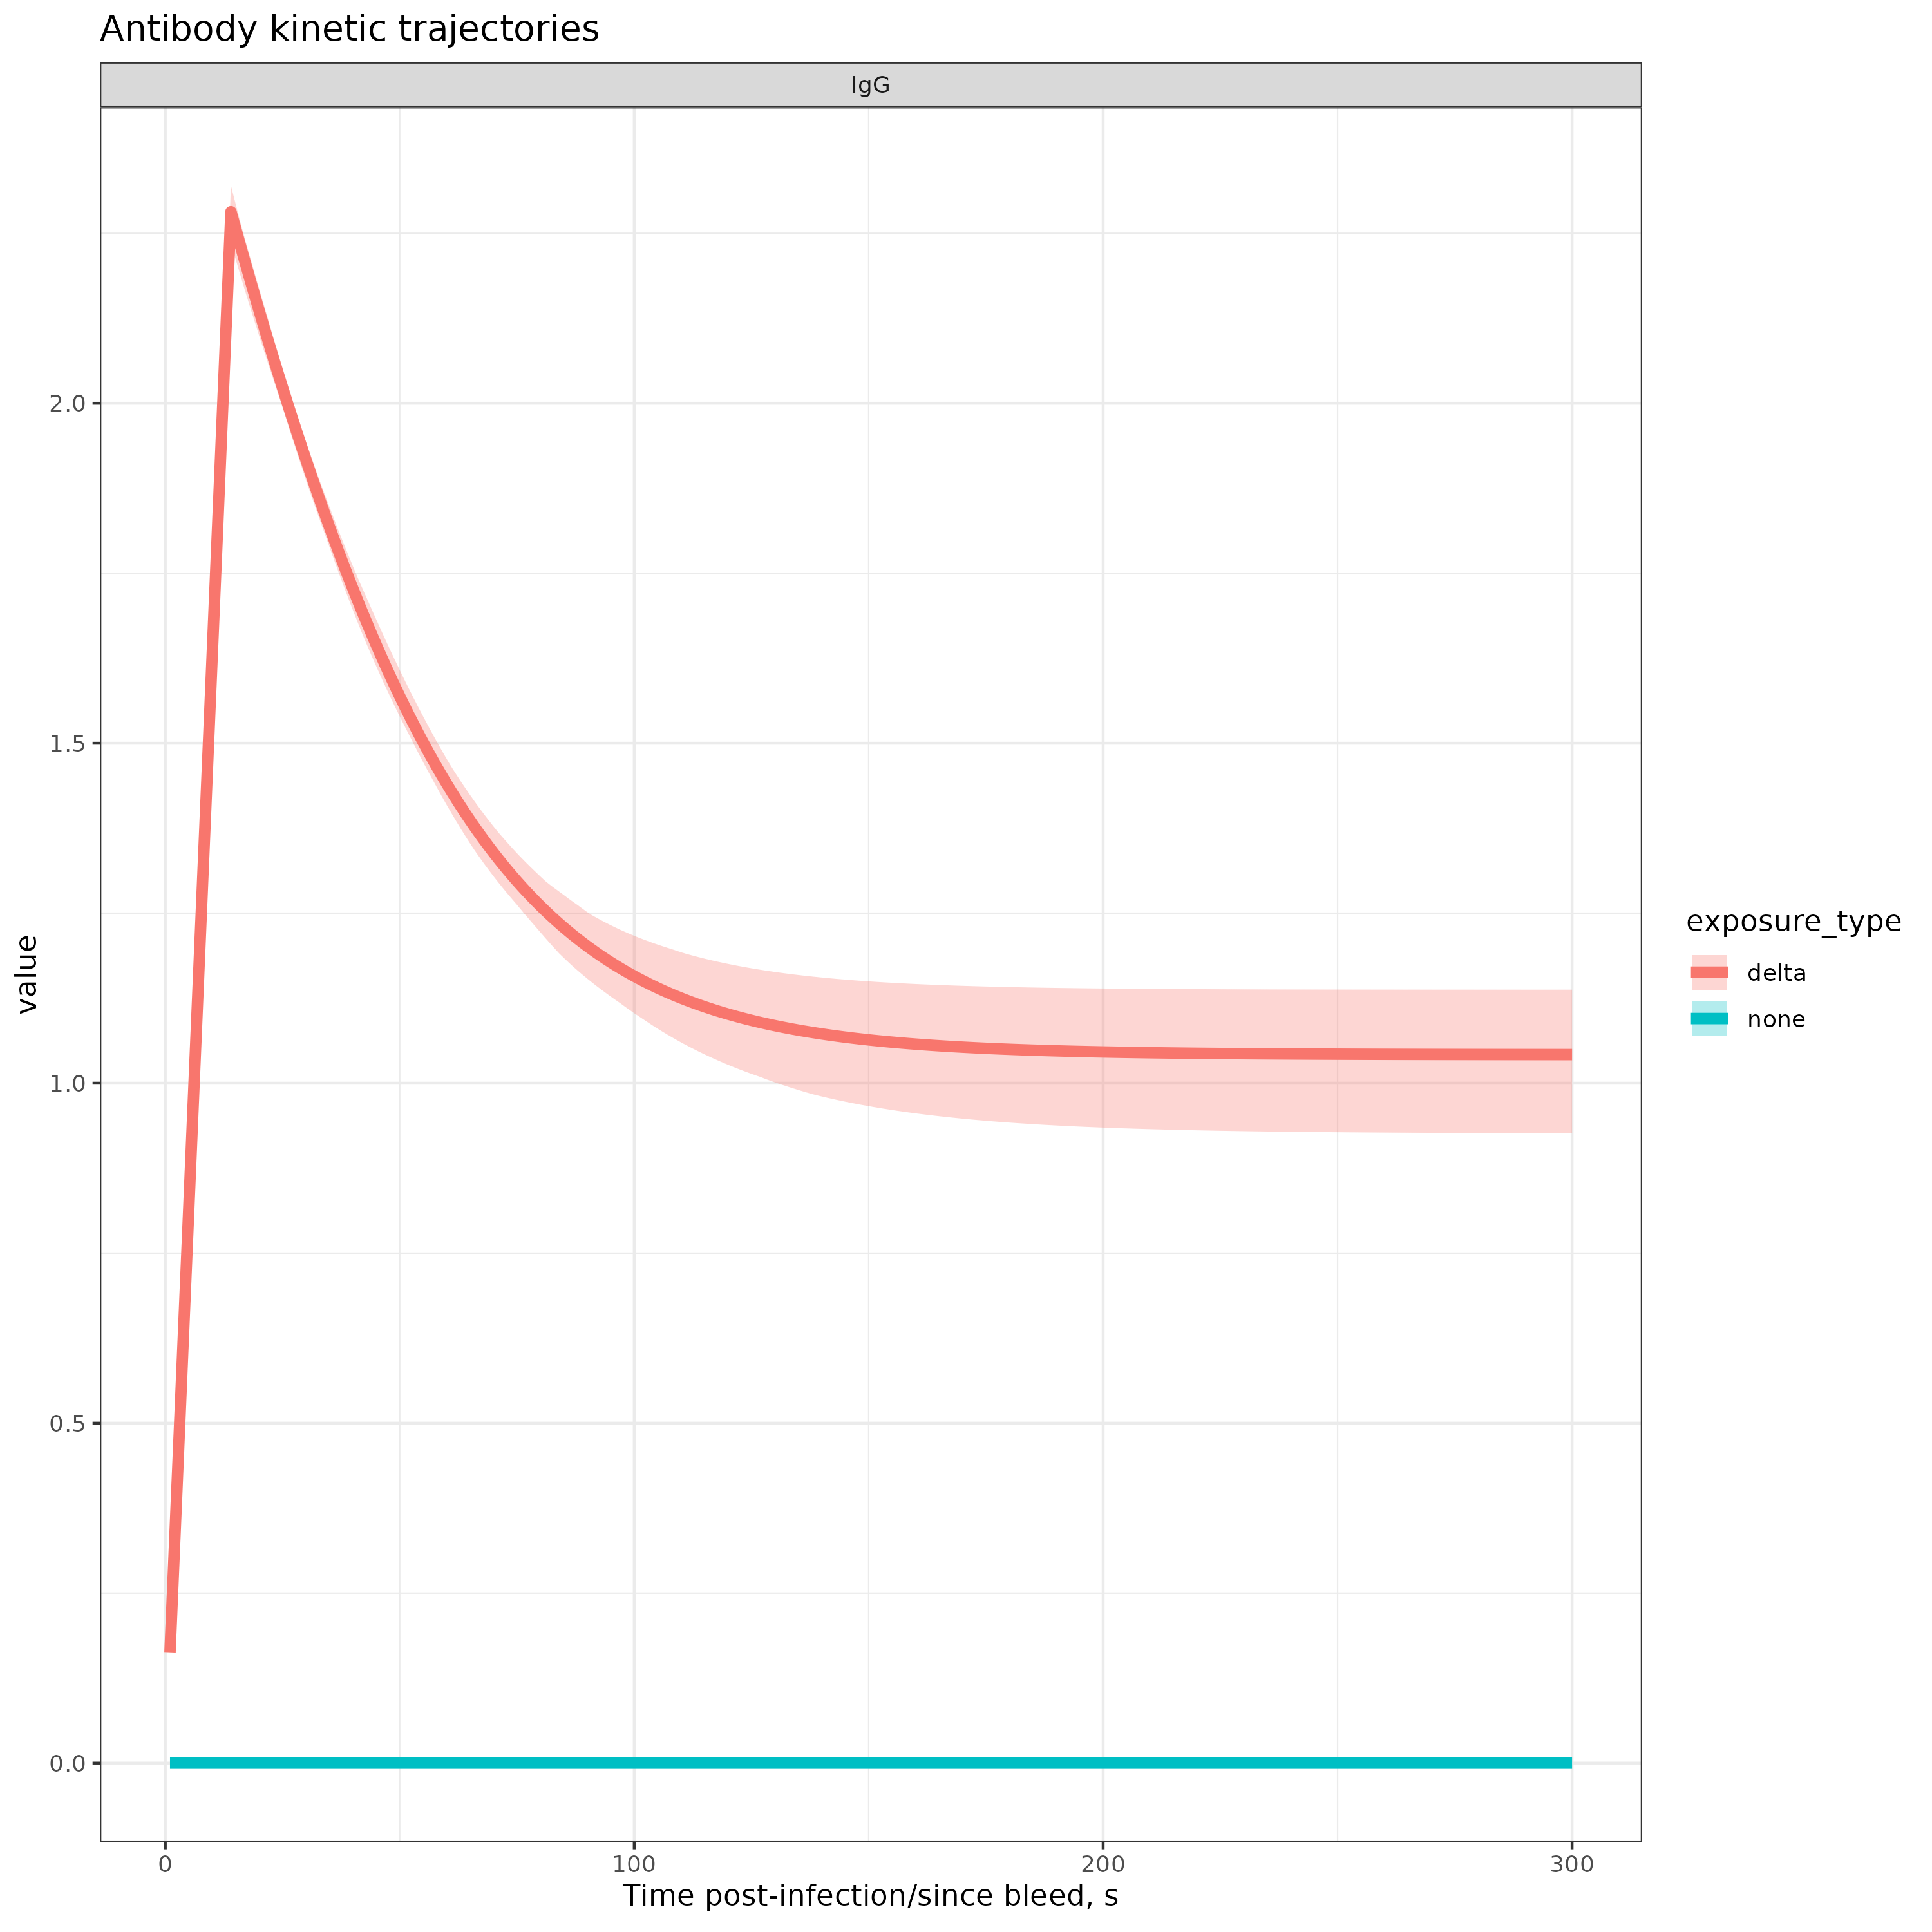 Antibody kinetic trajectories
IgG
value
2.0
1.5
1.0
0.5
0.0
0
100
200
300
Time post-infection/since bleed, s
exposure_type
delta
none